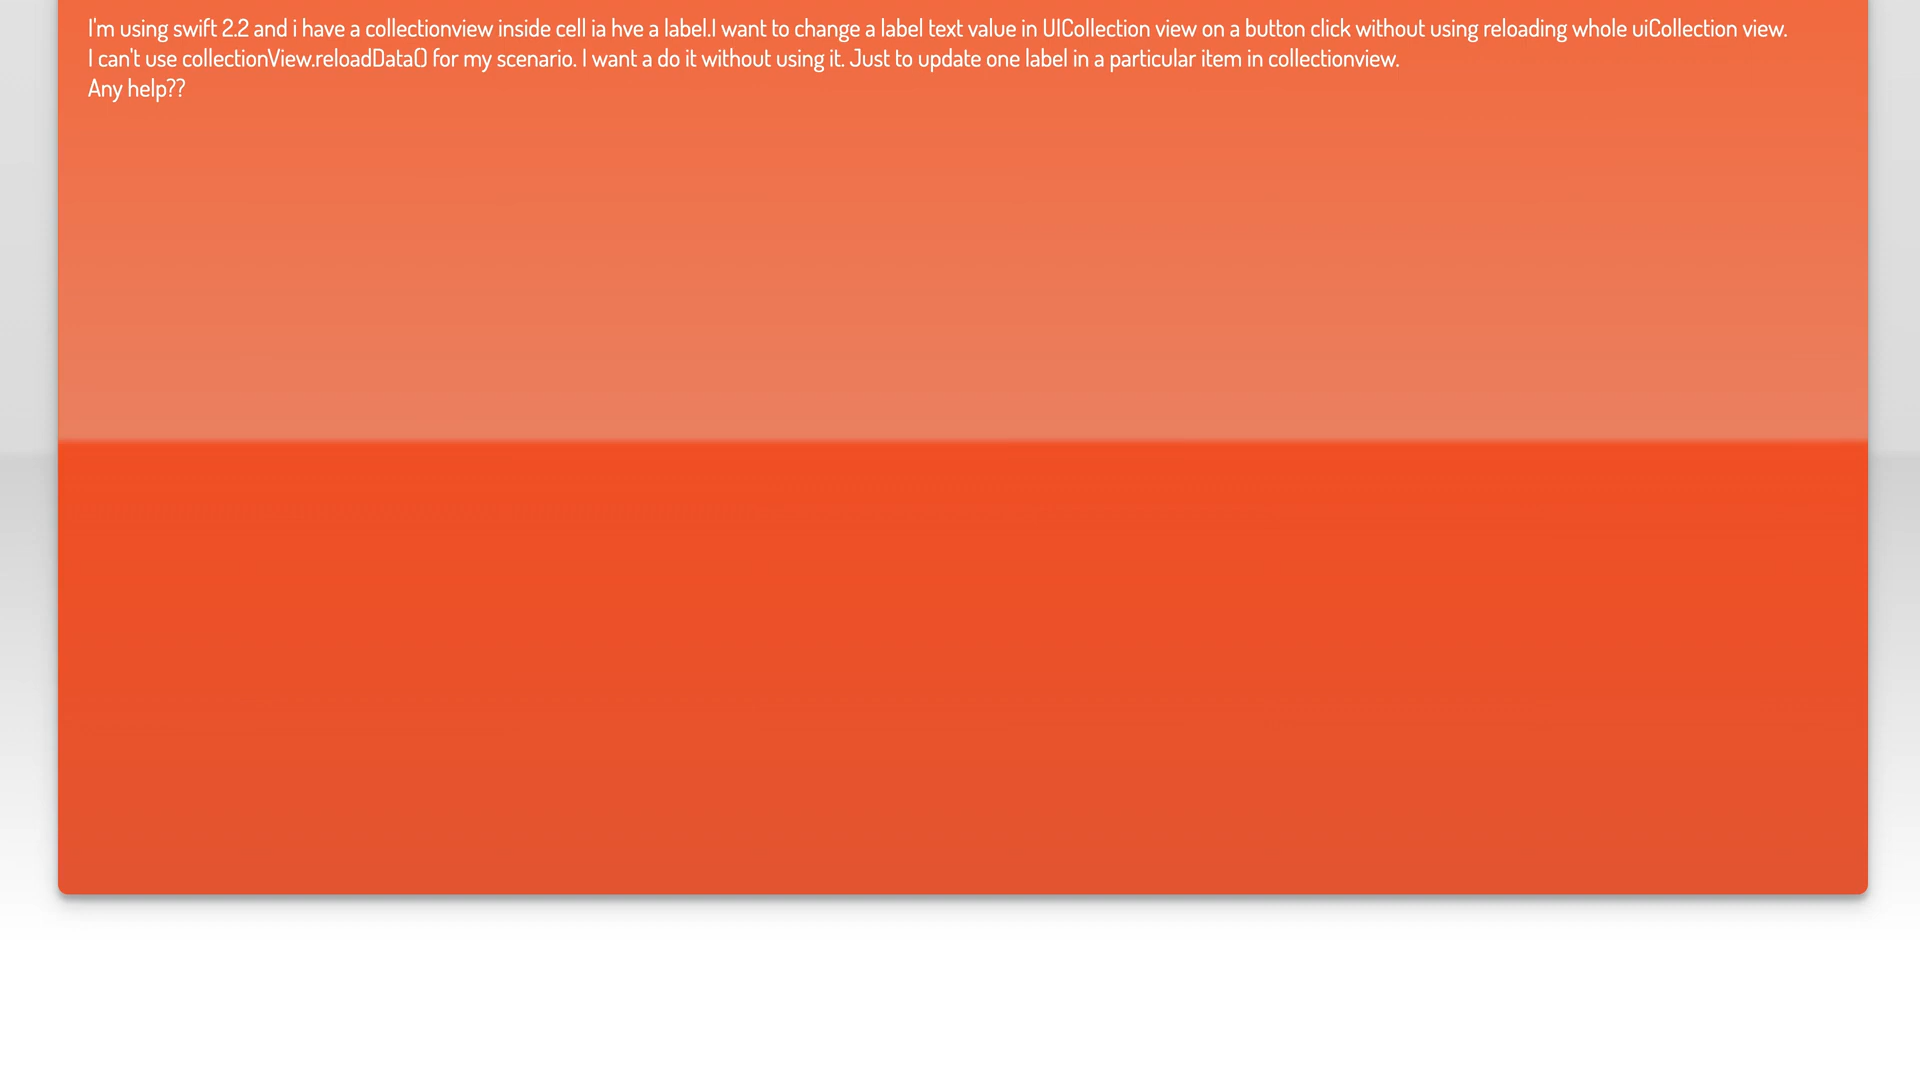 I'm using swift 2.2 and i have a collectionview inside cell ia hve a label.I want to change a label text value in UICollection view on a button click without using reloading whole uiCollection view.
I can't use collectionView.reloadData() for my scenario. I want a do it without using it. Just to update one label in a particular item in collectionview.
Any help??